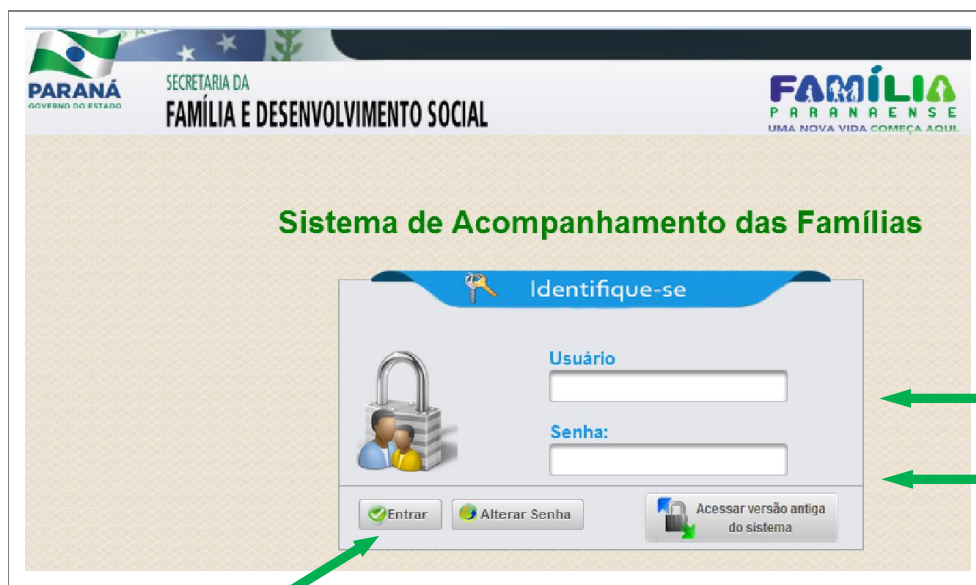 PARANÁ
GOVERNO DO ESTADO
SECRETARIA DA
FAMÍLIA E DESENVOLVIMENTO SOCIAL
FAMÍLIA
PARANAENSE
UMA NOVA VIDA COMEÇA AQUI.
Sistema de Acompanhamento das Famílias
Identifique-se
Usuário
Senha:
Entrar
Alterar Senha
Acessar versão antiga
do sistema